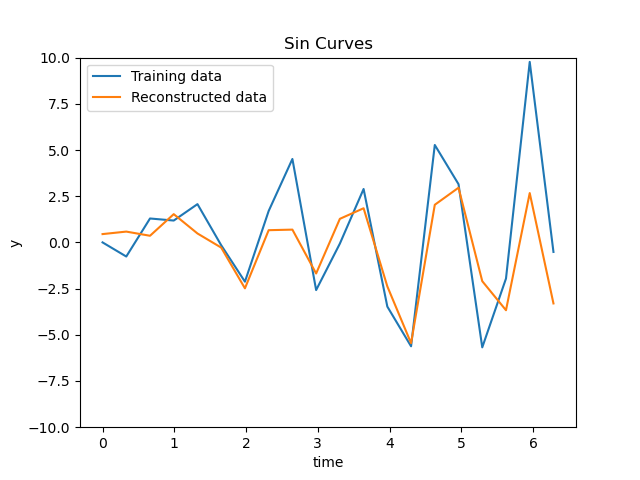 Sin Curves
Training data
Reconstructed data
10.0
7.5
5.0
2.5
0.0
−2.5
−5.0
−7.5
−10.0
y
0 1 2 3 4 5 6
time